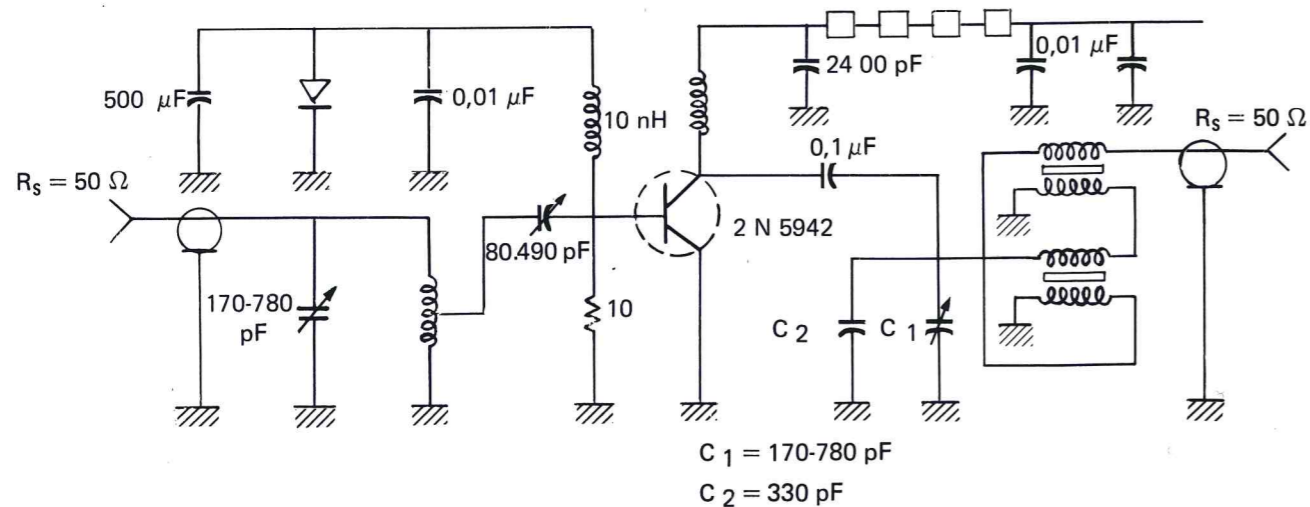 500 μF
0,01 μF
10 nH
24 00 pF
0,01 μF
R_S = 50 Ω
0,1 μF
R_S = 50 Ω
80.490 pF
2 N 5942
170-780
pF
10
C 2
C 1
C 1 = 170-780 pF
C 2 = 330 pF